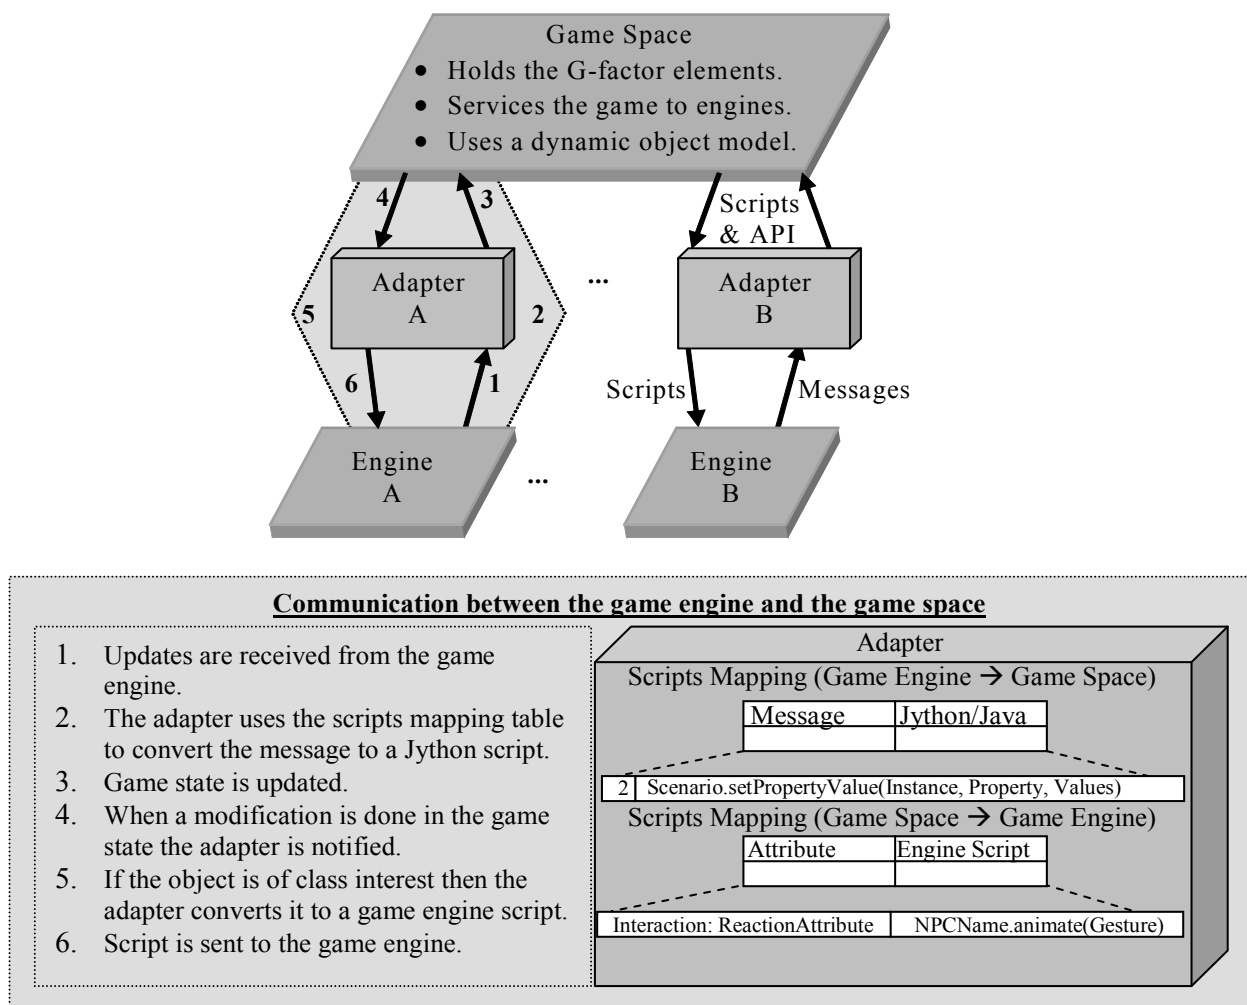 Game Space
• Holds the G-factor elements.
• Services the game to engines.
• Uses a dynamic object model.
4
3
Scripts
& API
Adapter
A
...
Adapter
B
5
2
6
1
Scripts
Messages
Engine
A
...
Engine
B
Communication between the game engine and the game space
1. Updates are received from the game
engine.
2. The adapter uses the scripts mapping table
to convert the message to a Jython script.
3. Game state is updated.
4. When a modification is done in the game
state the adapter is notified.
5. If the object is of class interest then the
adapter converts it to a game engine script.
6. Script is sent to the game engine.
Adapter
Scripts Mapping (Game Engine → Game Space)
Message Jython/Java
2 Scenario.setPropertyValue(Instance, Property, Values)
Scripts Mapping (Game Space → Game Engine)
Attribute Engine Script
Interaction: ReactionAttribute NPCName.animate(Gesture)